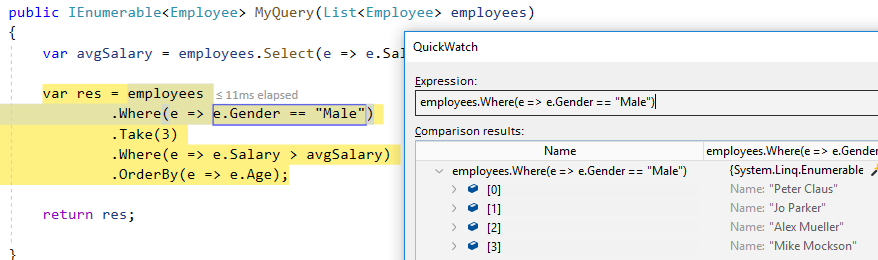 public IEnumerable<Employee> MyQuery(List<Employee> employees)
{
var avgSalary = employees.Select(e => e.Sal
var res = employees ≤ 11ms elapsed
.Where(e => e.Gender == "Male")
.Take(3)
.Where(e => e.Salary > avgSalary)
.OrderBy(e => e.Age);
return res;
}
QuickWatch
Expression:
employees.Where(e => e.Gender == "Male")
Comparison results:
Name employees.Where(e => e.Gender
employees.Where(e => e.Gender == "Male") {System.Linq.Enumerable
[0] Name: "Peter Claus"
[1] Name: "Jo Parker"
[2] Name: "Alex Mueller"
[3] Name: "Mike Mockson"